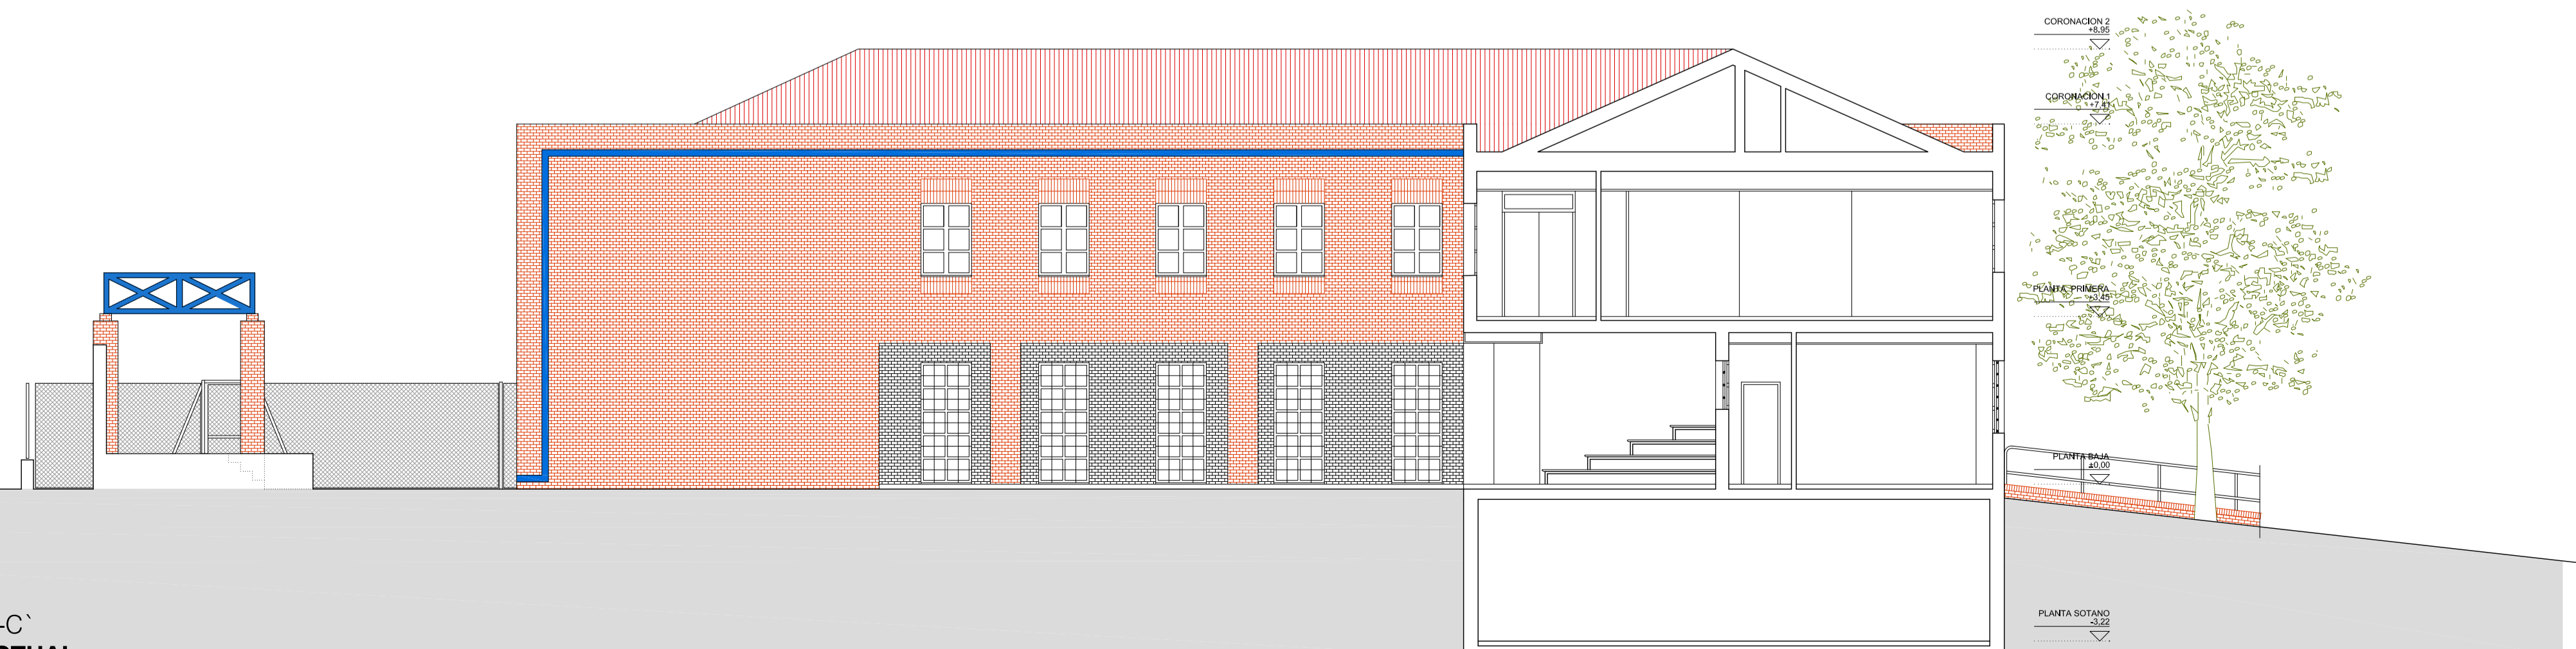 CORONACION 2
+8,95
CORONACION 1
+7,41
PLANTA PRIMERA
+3,45
PLANTA BAJA
±0,00
PLANTA SOTANO
-3,22
-C`